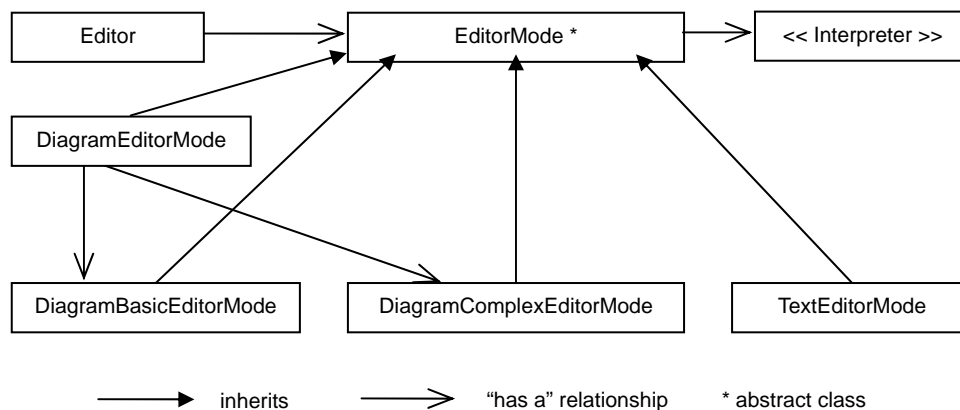 Editor
EditorMode *
<< Interpreter >>
DiagramEditorMode
DiagramBasicEditorMode
DiagramComplexEditorMode
TextEditorMode
inherits
“has a” relationship
* abstract class